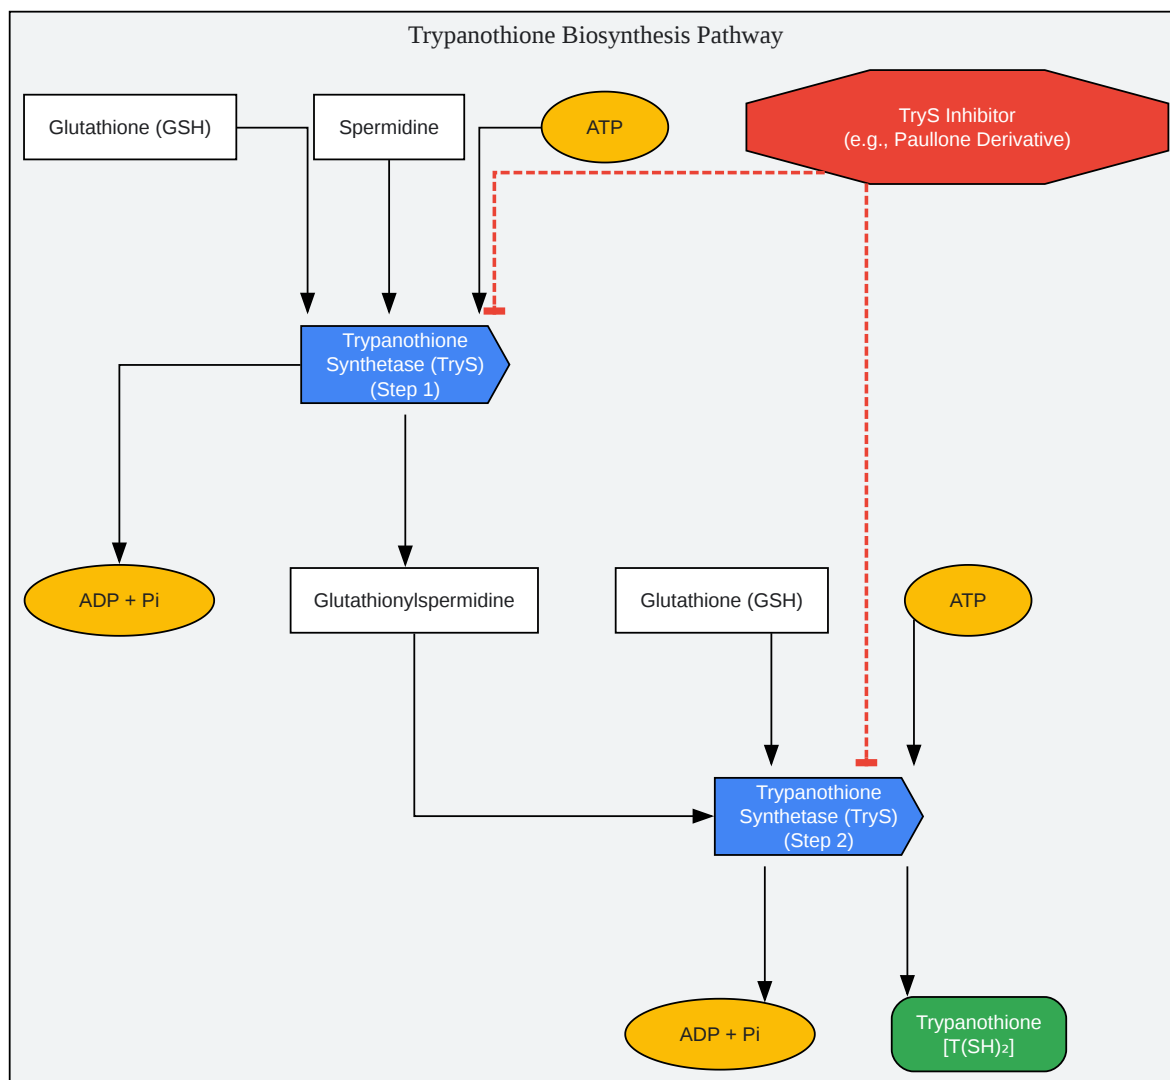 Trypanothione Biosynthesis Pathway
Glutathione (GSH)
Spermidine
ATP
TryS Inhibitor
(e.g., Paullone Derivative)
Trypanothione
Synthetase (TryS)
(Step 1)
ADP + Pi
Glutathionylspermidine
Glutathione (GSH)
ATP
Trypanothione
Synthetase (TryS)
(Step 2)
ADP + Pi
Trypanothione
[T(SH)₂]